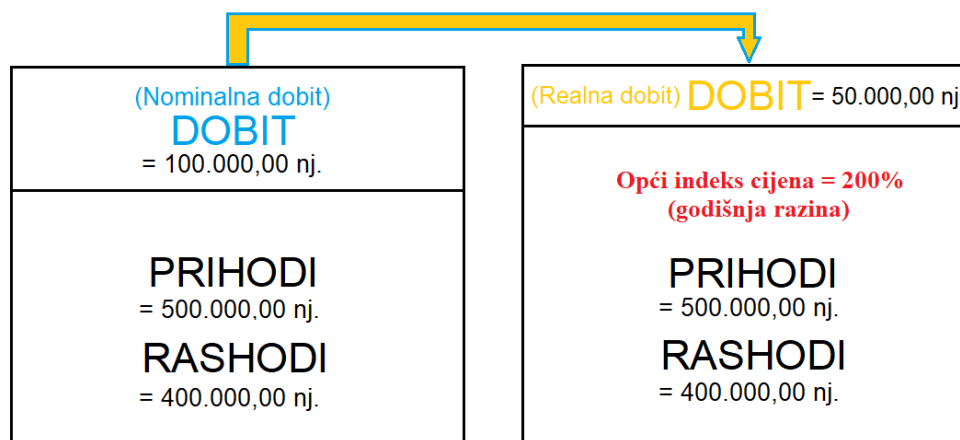 (Nominalna dobit)
DOBIT
= 100.000,00 nj.
PRIHODI
= 500.000,00 nj.
RASHODI
= 400.000,00 nj.
(Realna dobit) DOBIT = 50.000,00 nj
Opći indeks cijena = 200%
(godišnja razina)
PRIHODI
= 500.000,00 nj.
RASHODI
= 400.000,00 nj.